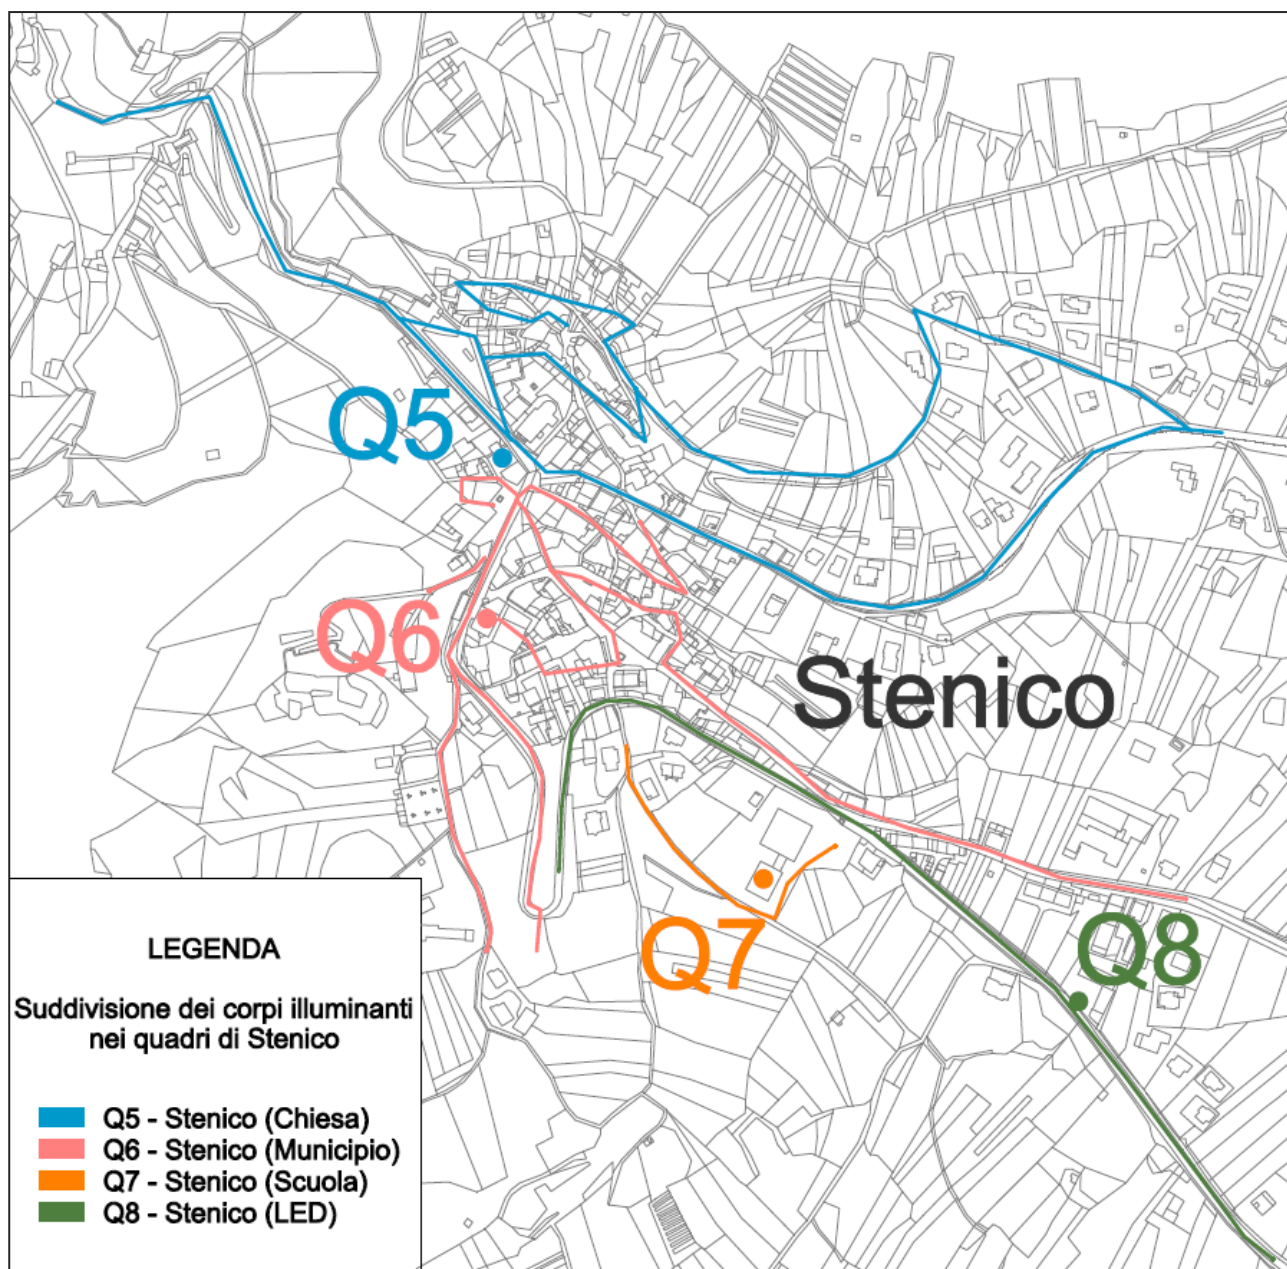 Q5
Q6
Stenico
Q7
Q8
LEGENDA
Suddivisione dei corpi illuminanti
nei quadri di Stenico
Q5 - Stenico (Chiesa)
Q6 - Stenico (Municipio)
Q7 - Stenico (Scuola)
Q8 - Stenico (LED)